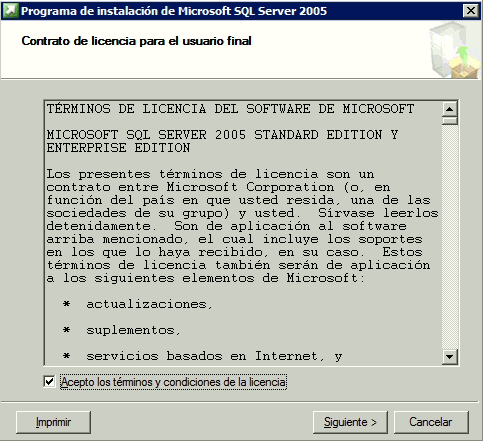 Programa de instalación de Microsoft SQL Server 2005
Contrato de licencia para el usuario final
TÉRMINOS DE LICENCIA DEL SOFTWARE DE MICROSOFT
MICROSOFT SQL SERVER 2005 STANDARD EDITION Y
ENTERPRISE EDITION
Los presentes términos de licencia son un
contrato entre Microsoft Corporation (o, en
función del país en que usted resida, una de las
sociedades de su grupo) y usted.  Sírvase leerlos
detenidamente.  Son de aplicación al software
arriba mencionado, el cual incluye los soportes
en los que lo haya recibido, en su caso.  Estos
términos de licencia también serán de aplicación
a los siguientes elementos de Microsoft:
* actualizaciones,
* suplementos,
* servicios basados en Internet, y
Acepto los términos y condiciones de la licencia
Imprimir Siguiente > Cancelar